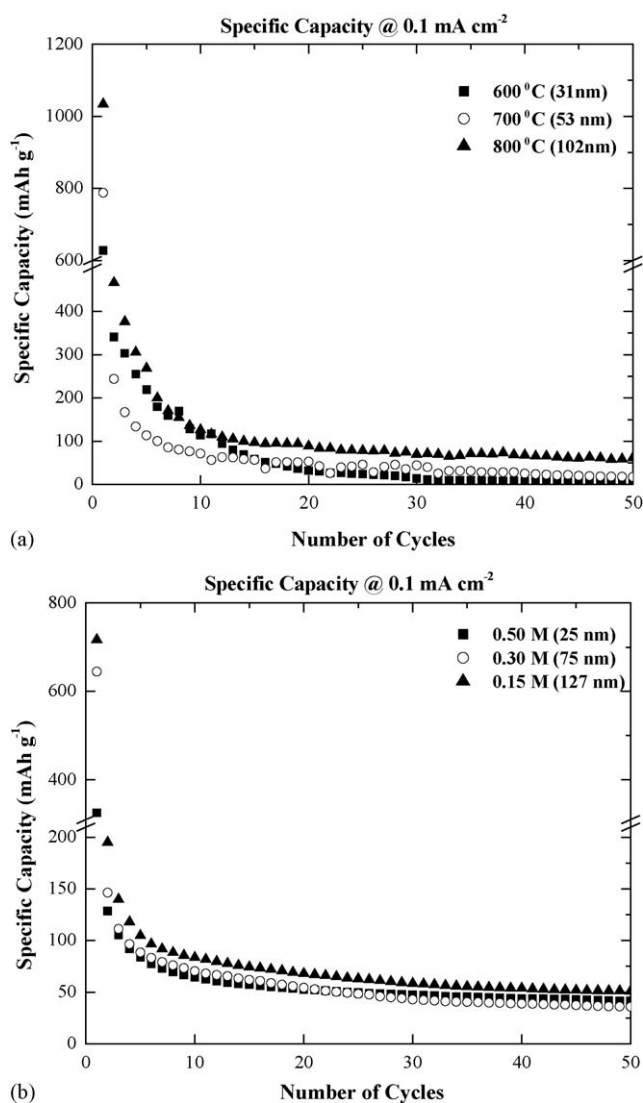 Specific Capacity @ 0.1 mA cm-2
1200
1000
800
600
400
300
200
100
0
Specific Capacity (mAh g-1)
600 0C (31nm)
700 0C (53 nm)
800 0C (102nm)
0 10 20 30 40 50
Number of Cycles
(a)
Specific Capacity @ 0.1 mA cm-2
800
600
400
200
150
100
50
0
Specific Capacity (mAh g-1)
0.50 M (25 nm)
0.30 M (75 nm)
0.15 M (127 nm)
0 10 20 30 40 50
Number of Cycles
(b)